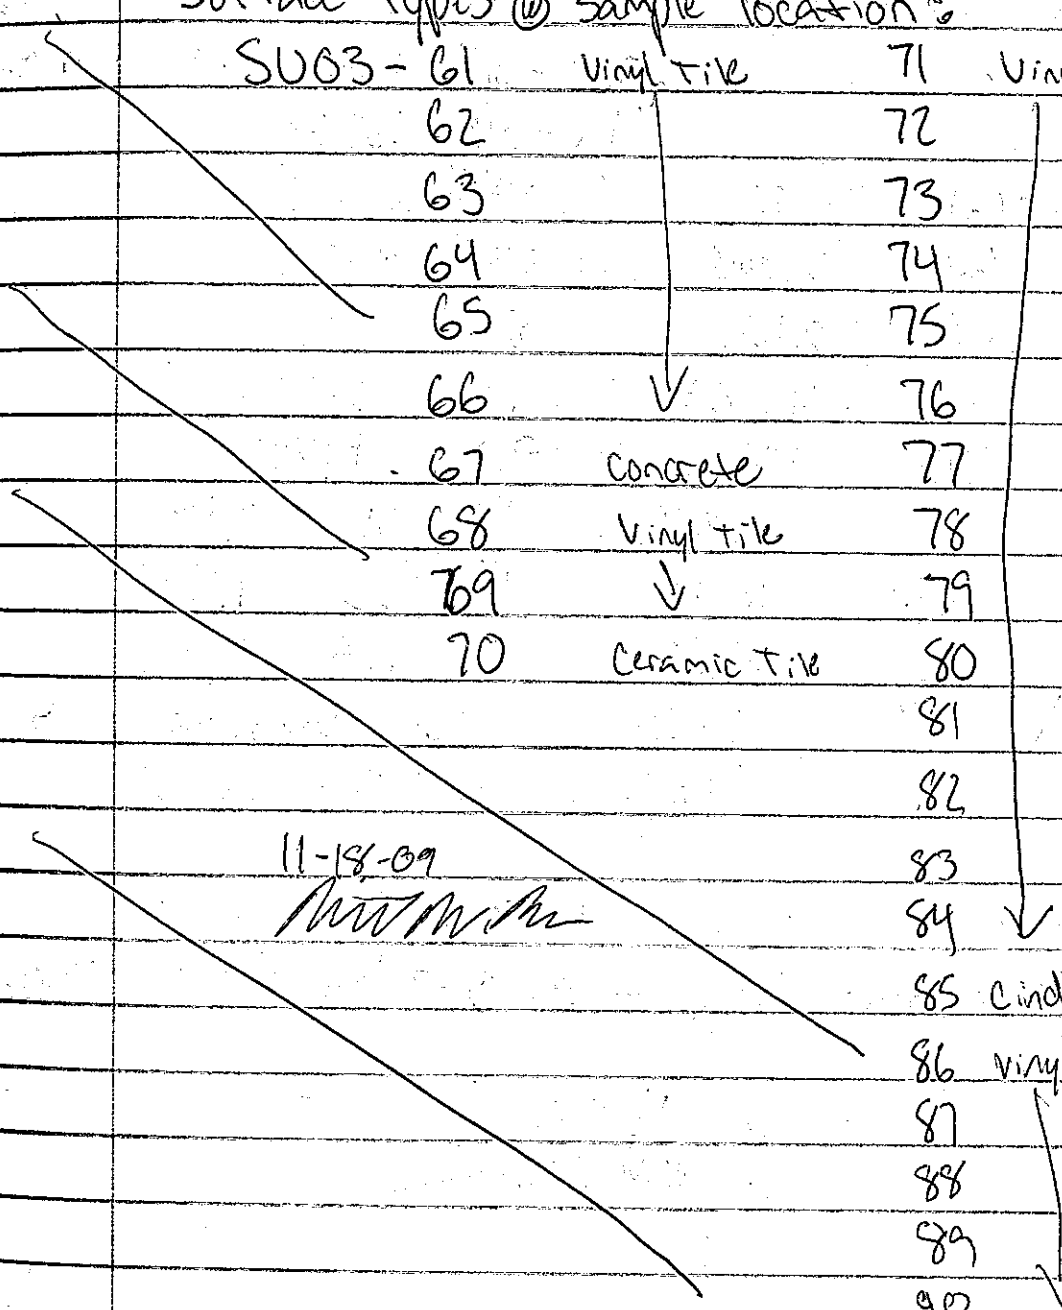 Surface Types @ sample location:
SU03- 61 Vinyl Tile 71 Vin
62 72
63 73
64 74
65 75
66 76
67 Concrete 77
68 Vinyl tile 78
69 79
70 Ceramic Tile 80
81
82
11-18-09 83
84
85 Cind
86 Viny
87
88
89
90